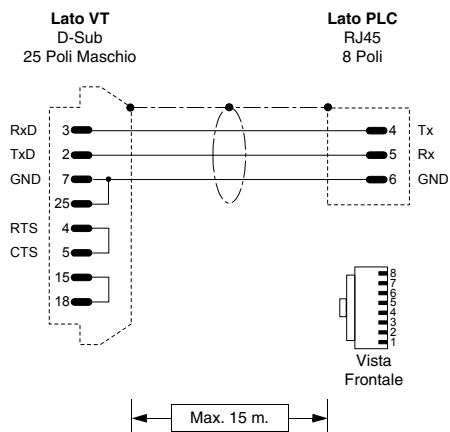 Lato VT
D-Sub
25 Poli Maschio
Lato PLC
RJ45
8 Poli
RxD 3 4 Tx
TxD 2 5 Rx
GND 7 6 GND
25
RTS 4
CTS 5
15
18
8
7
6
5
4
3
2
1
Vista
Frontale
Max. 15 m.